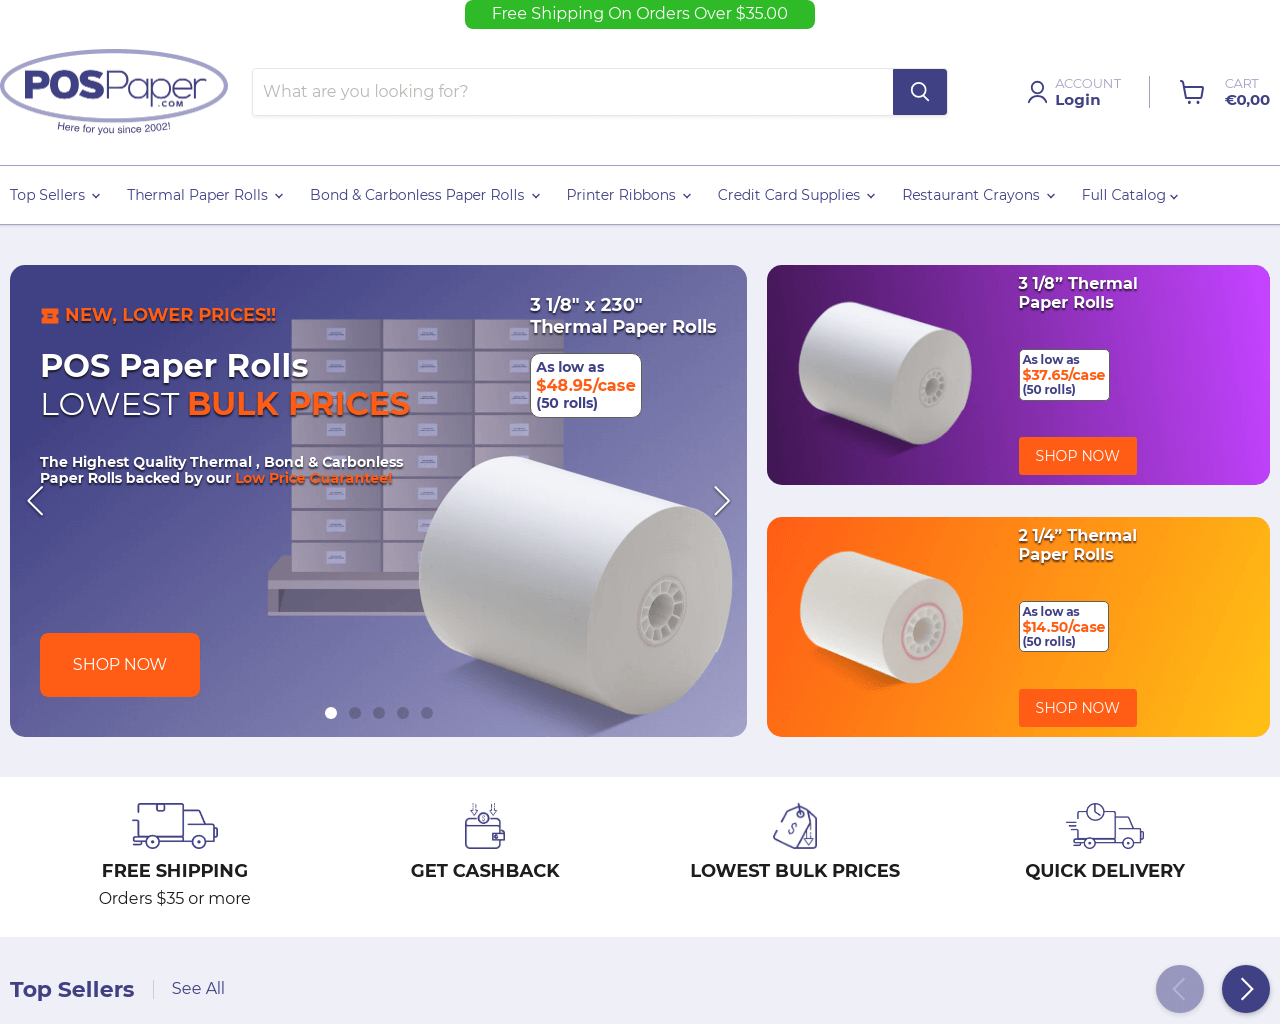 Free Shipping On Orders Over $35.00
POSPaper
.COM
Here for you since 2002!
What are you looking for?
ACCOUNT
Login
CART
€0,00
Top Sellers
Thermal Paper Rolls
Bond & Carbonless Paper Rolls
Printer Ribbons
Credit Card Supplies
Restaurant Crayons
Full Catalog
NEW, LOWER PRICES!!
POS Paper Rolls
LOWEST BULK PRICES
The Highest Quality Thermal , Bond & Carbonless
Paper Rolls backed by our Low Price Guarantee!
SHOP NOW
3 1/8" x 230"
Thermal Paper Rolls
As low as
$48.95/case
(50 rolls)
3 1/8” Thermal
Paper Rolls
As low as
$37.65/case
(50 rolls)
SHOP NOW
2 1/4” Thermal
Paper Rolls
As low as
$14.50/case
(50 rolls)
SHOP NOW
FREE SHIPPING
Orders $35 or more
GET CASHBACK
LOWEST BULK PRICES
QUICK DELIVERY
Top Sellers
See All